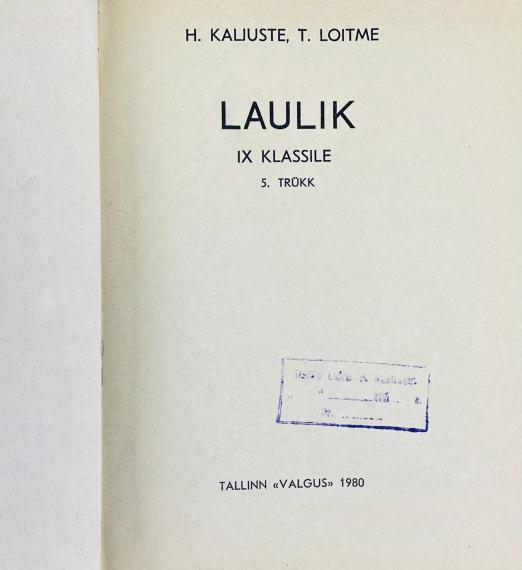 H. KALJUSTE, T. LOITME
LAULIK
IX KLASSILE
5. TRÜKK
TALLINN «VALGUS» 1980